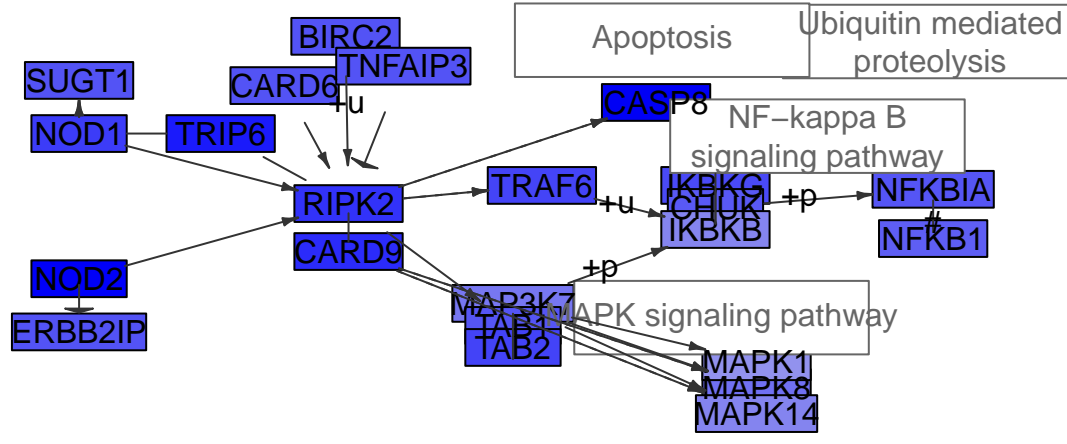 Apoptosis
Ubiquitin mediated
proteolysis
BIRC2
TNFAIP3
CARD6
+u
SUGT1
NOD1
TRIP6
CASP8
NF−kappa B
signaling pathway
RIPK2
TRAF6
+u
IKBKG
CHUK
IKBKB
+p
NFKBIA
#
NFKB1
CARD9
NOD2
ERBB2IP
+p
MAP3K7
TAB1
TAB2
MAPK signaling pathway
MAPK1
MAPK8
MAPK14